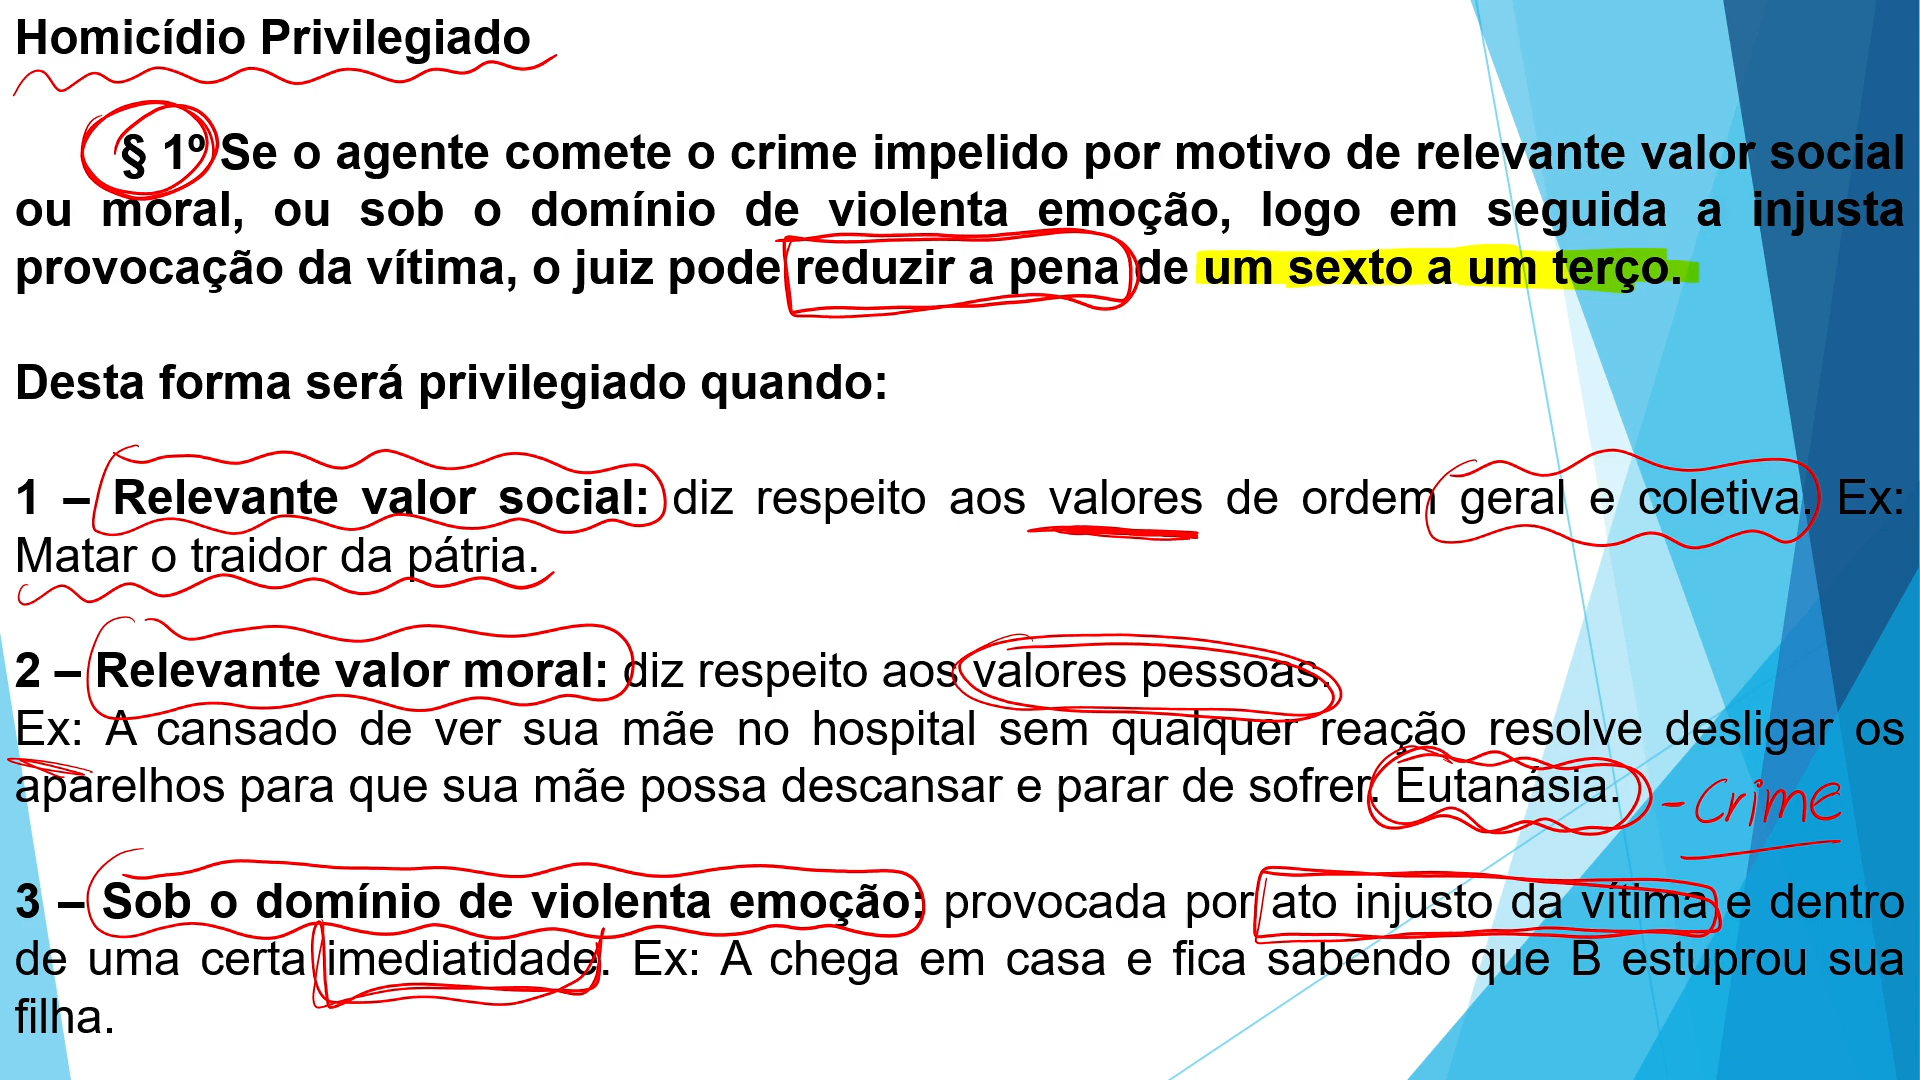 Homicídio Privilegiado
§ 1º Se o agente comete o crime impelido por motivo de relevante valor social
ou moral, ou sob o domínio de violenta emoção, logo em seguida a injusta
provocação da vítima, o juiz pode reduzir a pena de um sexto a um terço.
Desta forma será privilegiado quando:
1 – Relevante valor social: diz respeito aos valores de ordem geral e coletiva. Ex:
Matar o traidor da pátria.
2 – Relevante valor moral: diz respeito aos valores pessoas.
Ex: A cansado de ver sua mãe no hospital sem qualquer reação resolve desligar os
aparelhos para que sua mãe possa descansar e parar de sofrer. Eutanásia. - Crime
3 – Sob o domínio de violenta emoção: provocada por ato injusto da vítima e dentro
de uma certa imediatidade. Ex: A chega em casa e fica sabendo que B estuprou sua
filha.